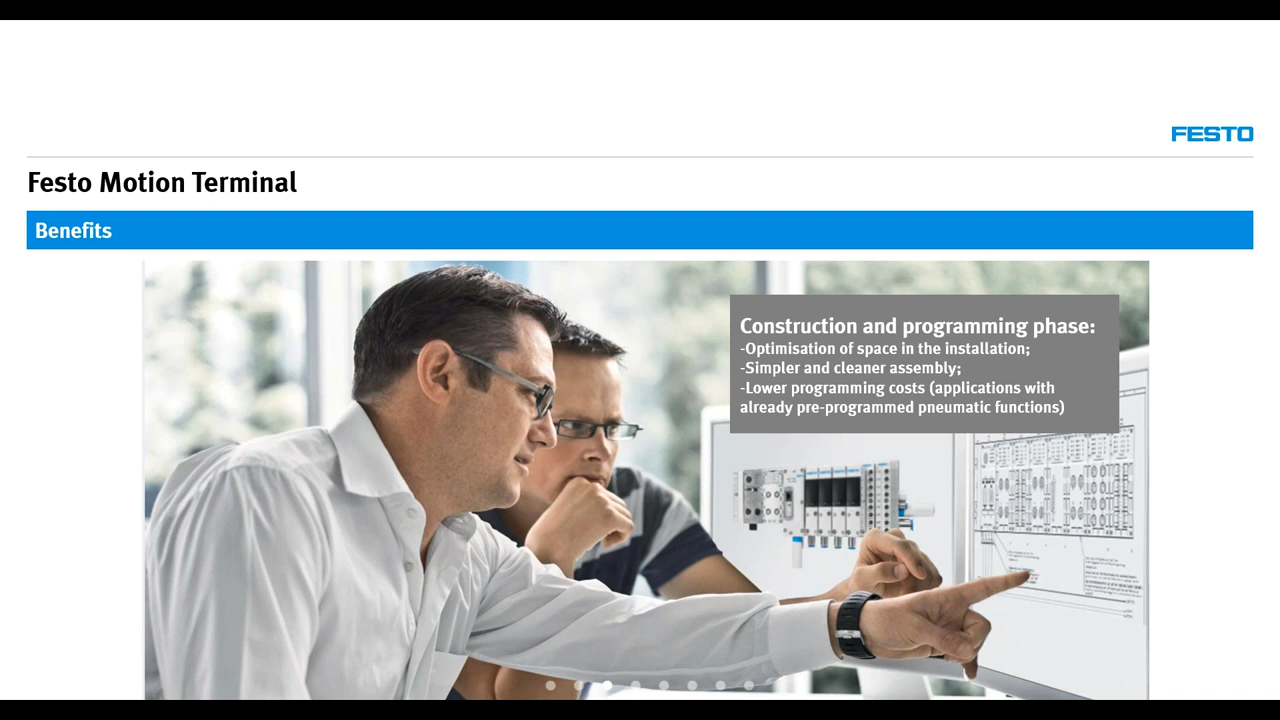 FESTO
Festo Motion Terminal
Benefits
Construction and programming phase:
-Optimisation of space in the installation;
-Simpler and cleaner assembly;
-Lower programming costs (applications with
already pre-programmed pneumatic functions)